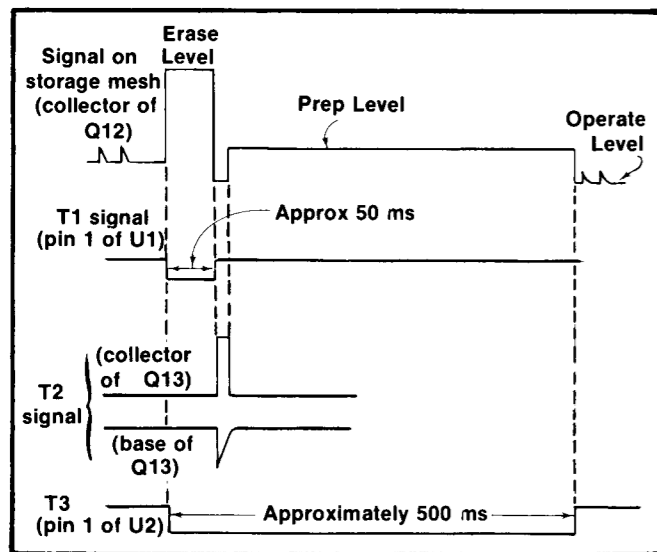 Erase
Level
Signal on
storage mesh
(collector of
Q12)
Prep Level
Operate
Level
T1 signal
(pin 1 of U1)
Approx 50 ms
(collector
of Q13)
T2
signal
(base of
Q13)
T3
(pin 1 of U2)
Approximately 500 ms